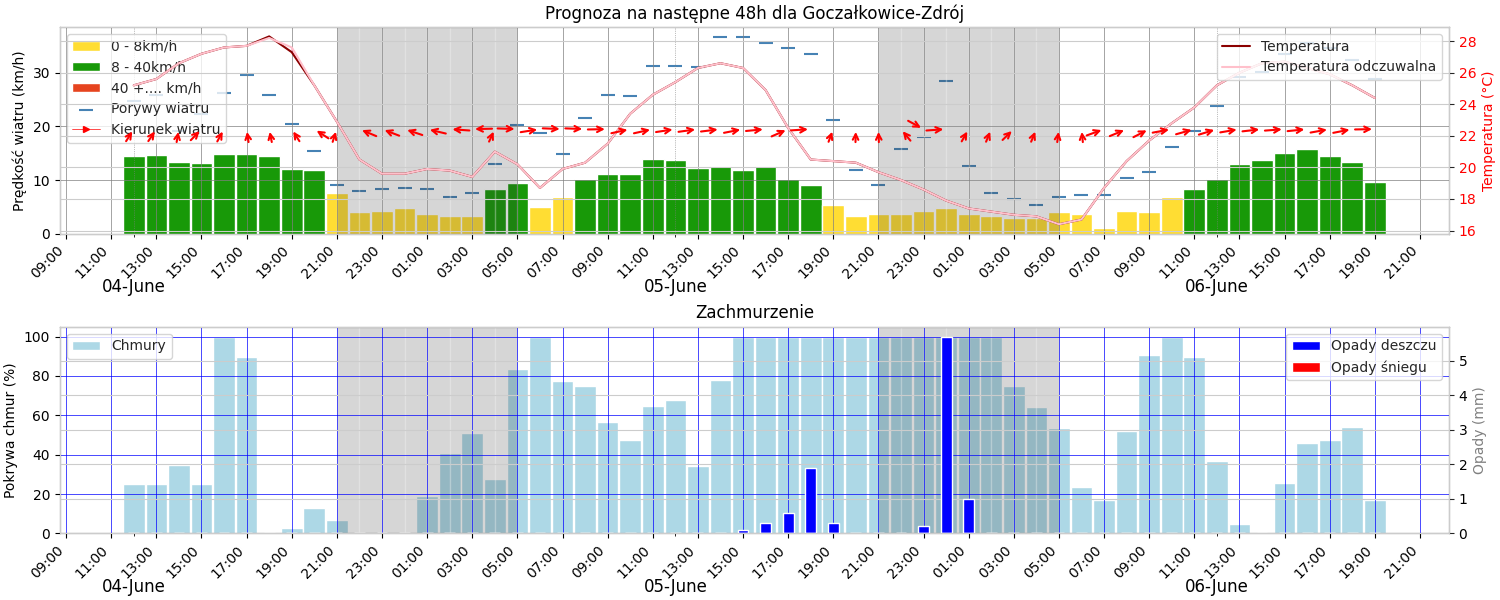 Prognoza na następne 48h dla Goczałkowice-Zdrój
0 - 8km/h
8 - 40km/h
40 +.... km/h
Porywy wiatru
Kierunek wiatru
Temperatura
Temperatura odczuwalna
Prędkość wiatru (km/h)
30
20
10
0
Temperatura (°C)
28
26
24
22
20
18
16
09:00 11:00 13:00 15:00 17:00 19:00 21:00 23:00 01:00 03:00 05:00 07:00 09:00 11:00 13:00 15:00 17:00 19:00 21:00 23:00 01:00 03:00 05:00 07:00 09:00 11:00 13:00 15:00 17:00 19:00 21:00
04-June 05-June 06-June
Zachmurzenie
Chmury
Opady deszczu
Opady śniegu
Pokrywa chmur (%)
100
80
60
40
20
0
Opady (mm)
5
4
3
2
1
0
09:00 11:00 13:00 15:00 17:00 19:00 21:00 23:00 01:00 03:00 05:00 07:00 09:00 11:00 13:00 15:00 17:00 19:00 21:00 23:00 01:00 03:00 05:00 07:00 09:00 11:00 13:00 15:00 17:00 19:00 21:00
04-June 05-June 06-June